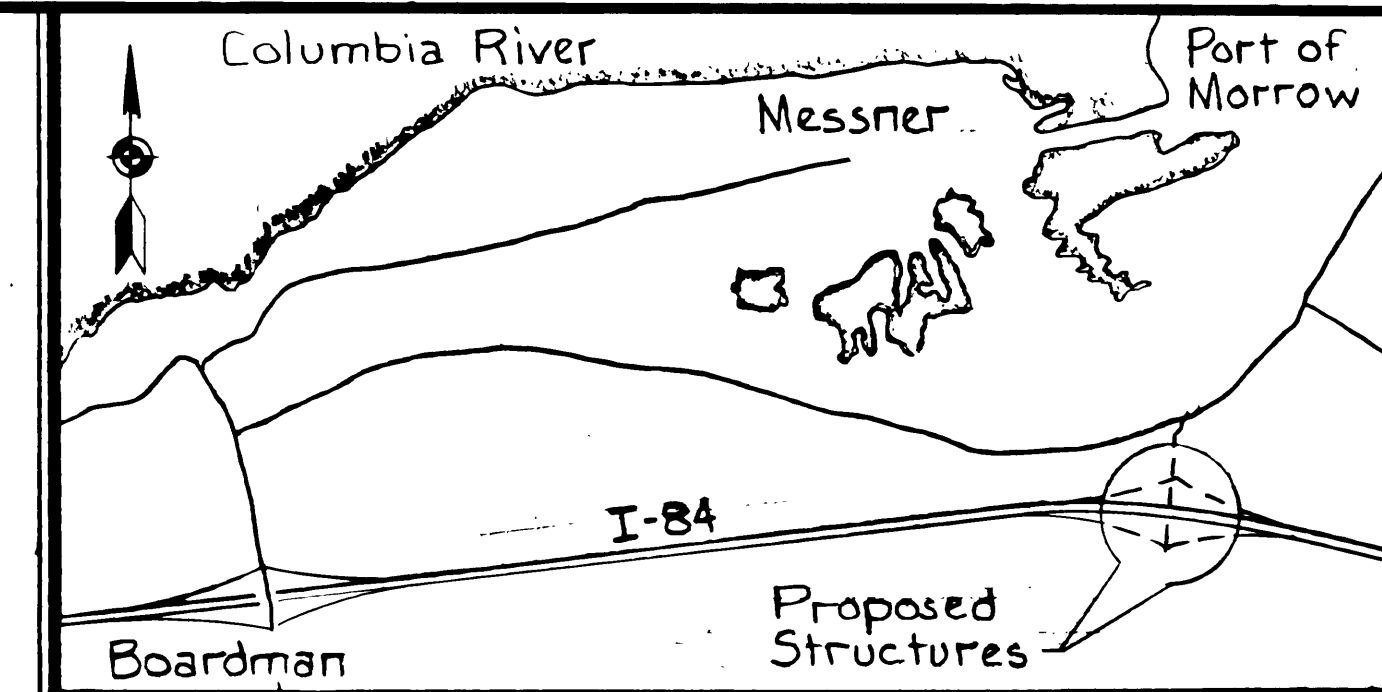 Columbia River
Port of
Morrow
Messner
I-84
Proposed
Structures
Boardman